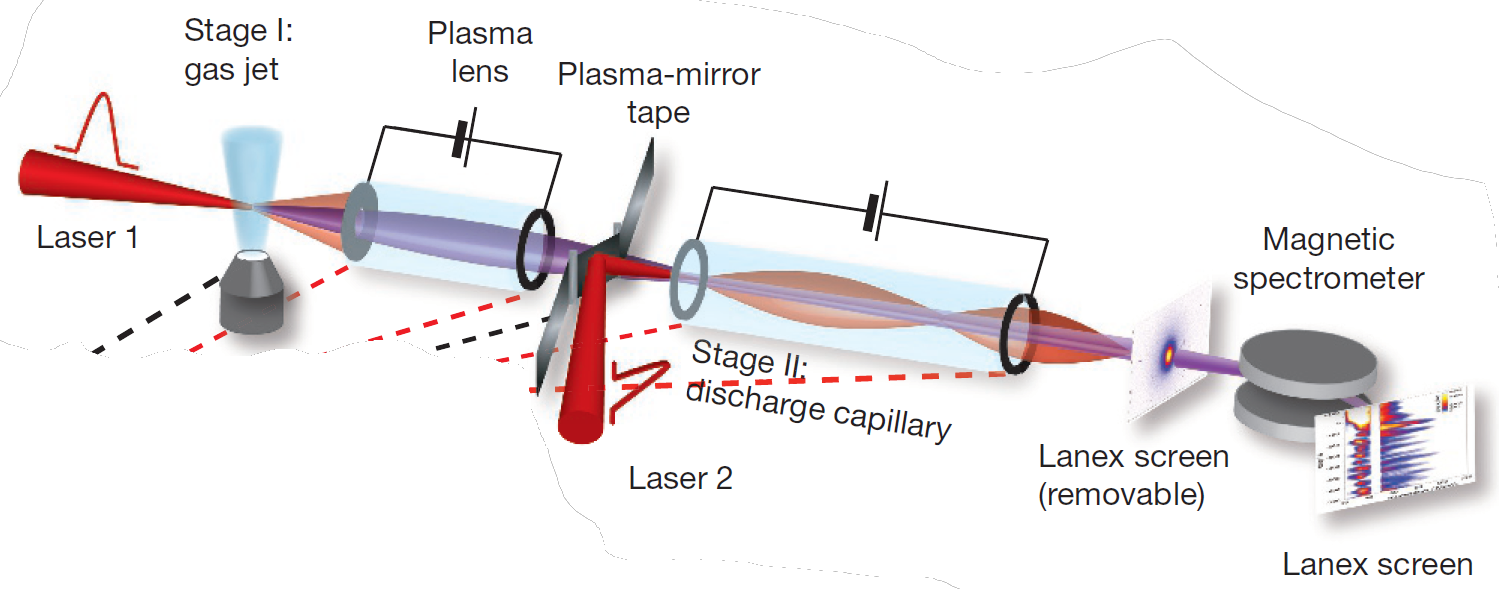 Stage I:
gas jet
Plasma
lens
Plasma-mirror
tape
Laser 1
Magnetic
spectrometer
Stage II:
discharge capillary
Laser 2
Lanex screen
(removable)
Lanex screen